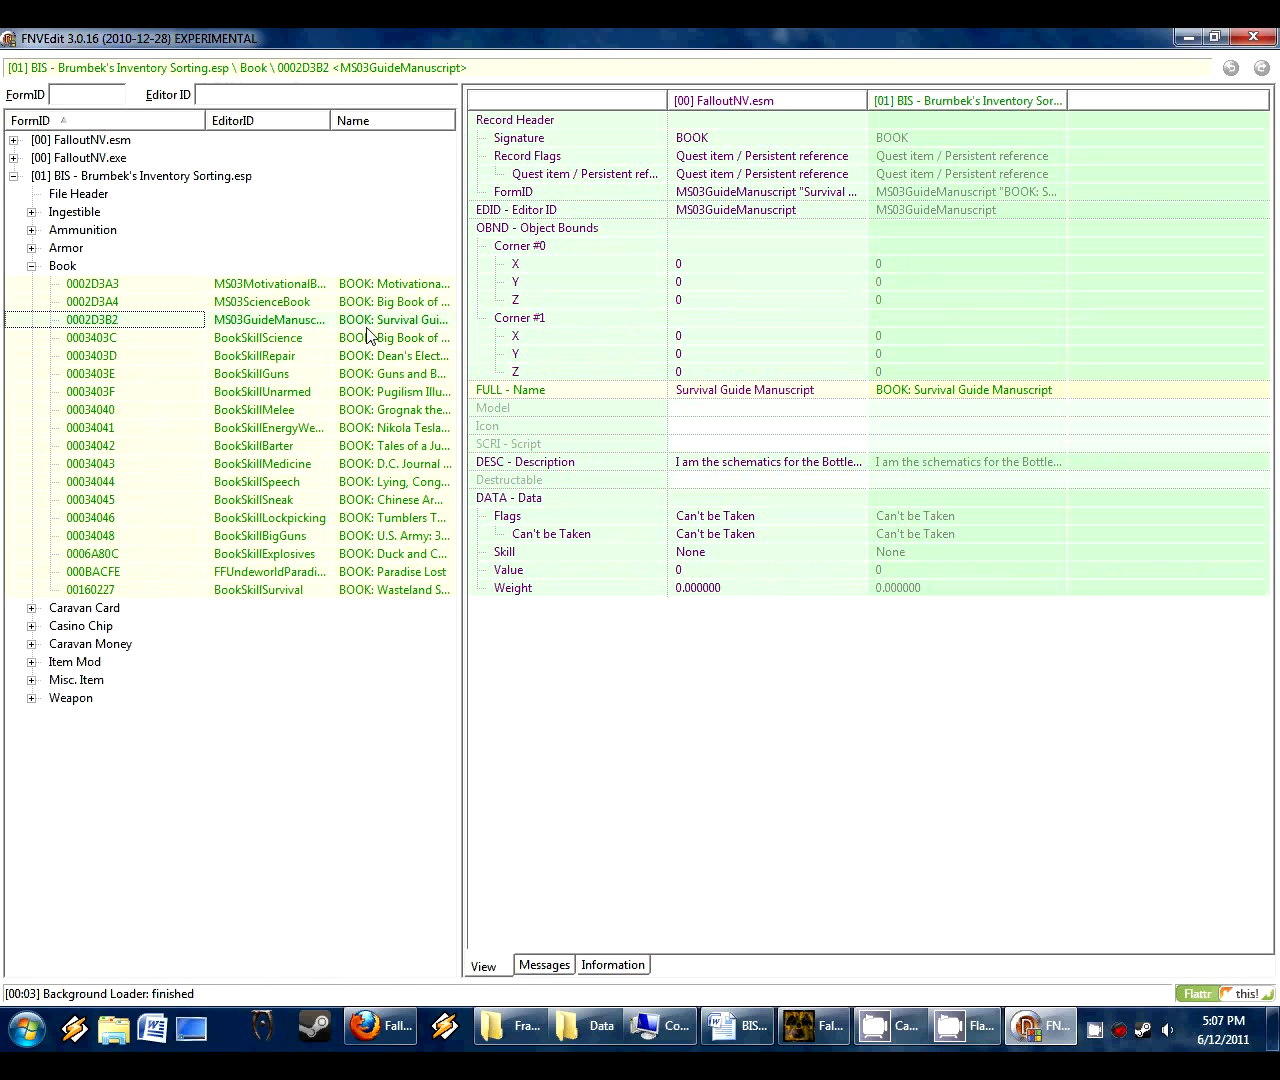 FNVEdit 3.0.16 (2010-12-28) EXPERIMENTAL
[01] BIS - Brumbek's Inventory Sorting.esp \ Book \ 0002D3B2 <MS03GuideManuscript>
FormID Editor ID
FormID EditorID Name
[00] FalloutNV.esm
[00] FalloutNV.exe
[01] BIS - Brumbek's Inventory Sorting.esp
File Header
Ingestible
Ammunition
Armor
Book
0002D3A3 MS03MotivationalB... BOOK: Motivationa...
0002D3A4 MS03ScienceBook BOOK: Big Book of ...
0002D3B2 MS03GuideManusc... BOOK: Survival Gui...
0003403C BookSkillScience BOOK: Big Book of ...
0003403D BookSkillRepair BOOK: Dean's Elect...
0003403E BookSkillGuns BOOK: Guns and B...
0003403F BookSkillUnarmed BOOK: Pugilism Illu...
00034040 BookSkillMelee BOOK: Grognak the...
00034041 BookSkillEnergyWe... BOOK: Nikola Tesla...
00034042 BookSkillBarter BOOK: Tales of a Ju...
00034043 BookSkillMedicine BOOK: D.C. Journal ...
00034044 BookSkillSpeech BOOK: Lying, Cong...
00034045 BookSkillSneak BOOK: Chinese Ar...
00034046 BookSkillLockpicking BOOK: Tumblers T...
00034048 BookSkillBigGuns BOOK: U.S. Army: 3...
0006A80C BookSkillExplosives BOOK: Duck and C...
000BACFE FFUndeworldParadi... BOOK: Paradise Lost
00160227 BookSkillSurvival BOOK: Wasteland S...
Caravan Card
Casino Chip
Caravan Money
Item Mod
Misc. Item
Weapon
[00] FalloutNV.esm [01] BIS - Brumbek's Inventory Sor...
Record Header
Signature BOOK BOOK
Record Flags Quest item / Persistent reference Quest item / Persistent reference
Quest item / Persistent ref... Quest item / Persistent reference Quest item / Persistent reference
FormID MS03GuideManuscript "Survival ... MS03GuideManuscript "BOOK: S...
EDID - Editor ID MS03GuideManuscript MS03GuideManuscript
OBND - Object Bounds
Corner #0
X 0 0
Y 0 0
Z 0 0
Corner #1
X 0 0
Y 0 0
Z 0 0
FULL - Name Survival Guide Manuscript BOOK: Survival Guide Manuscript
Model
Icon
SCRI - Script
DESC - Description I am the schematics for the Bottle... I am the schematics for the Bottle...
Destructable
DATA - Data
Flags Can't be Taken Can't be Taken
Can't be Taken Can't be Taken Can't be Taken
Skill None None
Value 0 0
Weight 0.000000 0.000000
View Messages Information
[00:03] Background Loader: finished
Flattr this!
Fall... Fra... Data Co... BIS... Fal... Ca... Fla... FN...
5:07 PM
6/12/2011